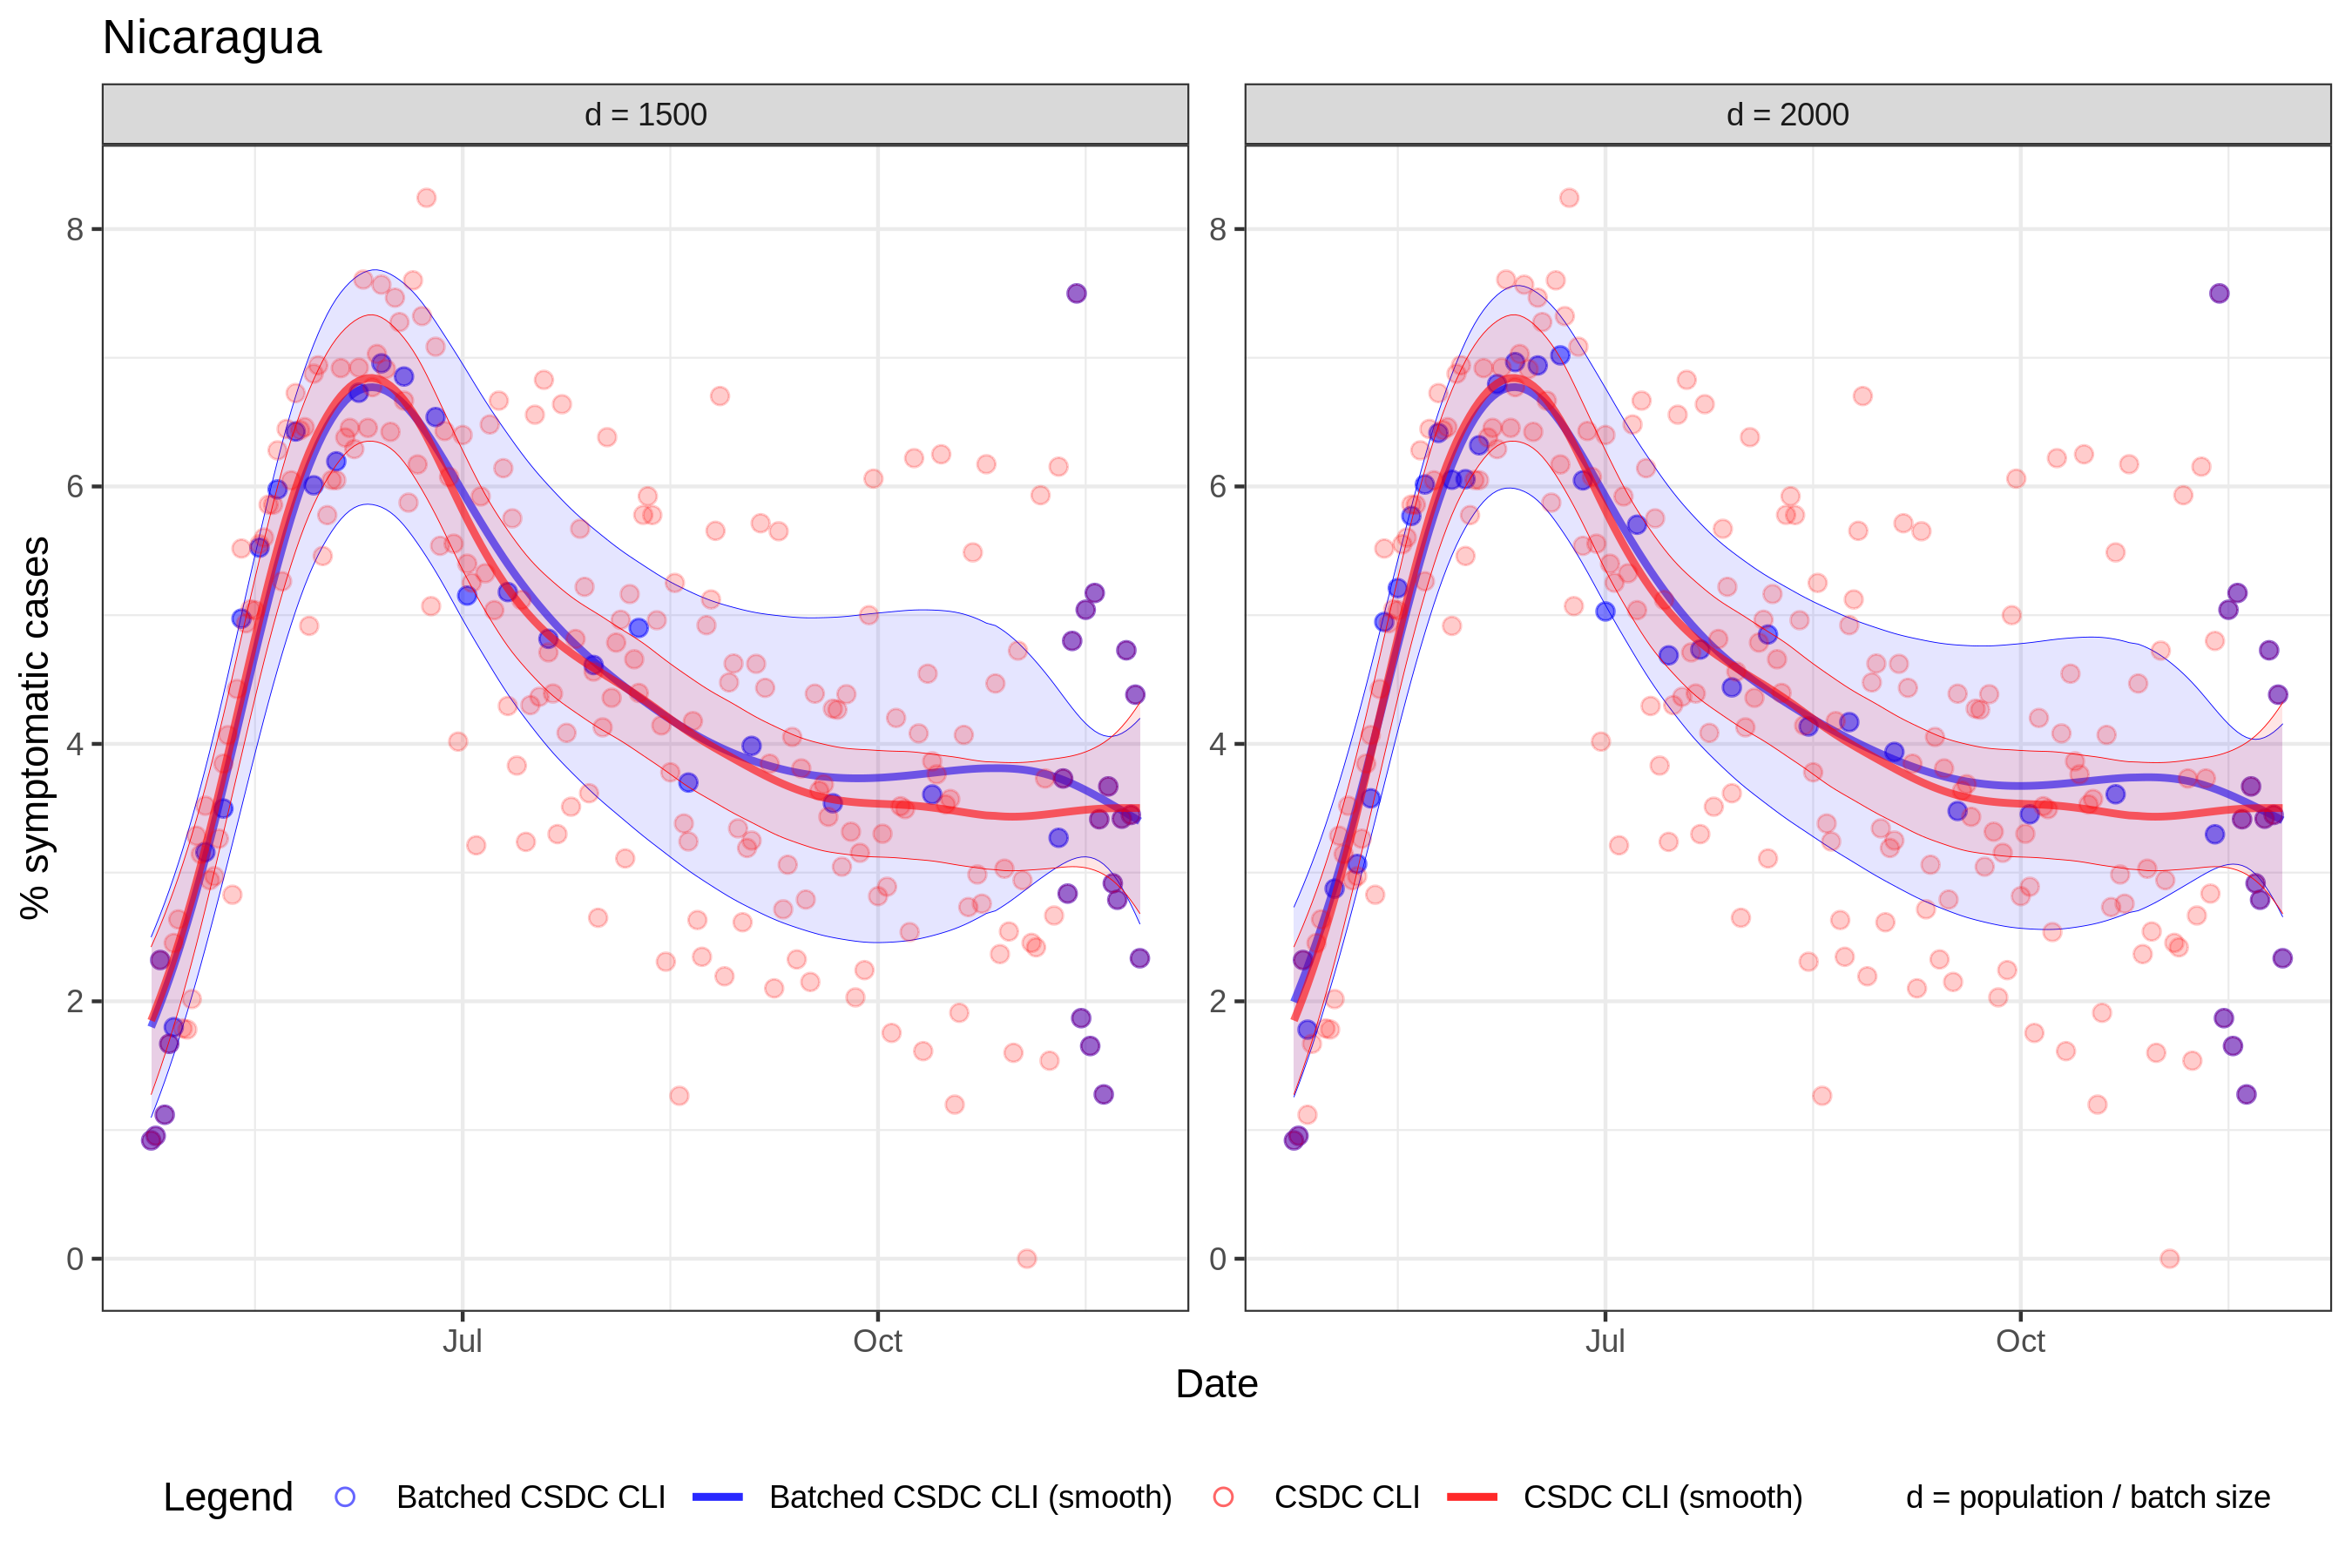 Nicaragua
d = 1500
d = 2000
% symptomatic cases
8
6
4
2
0
8
6
4
2
0
Jul
Oct
Jul
Oct
Date
Legend
Batched CSDC CLI
Batched CSDC CLI (smooth)
CSDC CLI
CSDC CLI (smooth)
d = population / batch size